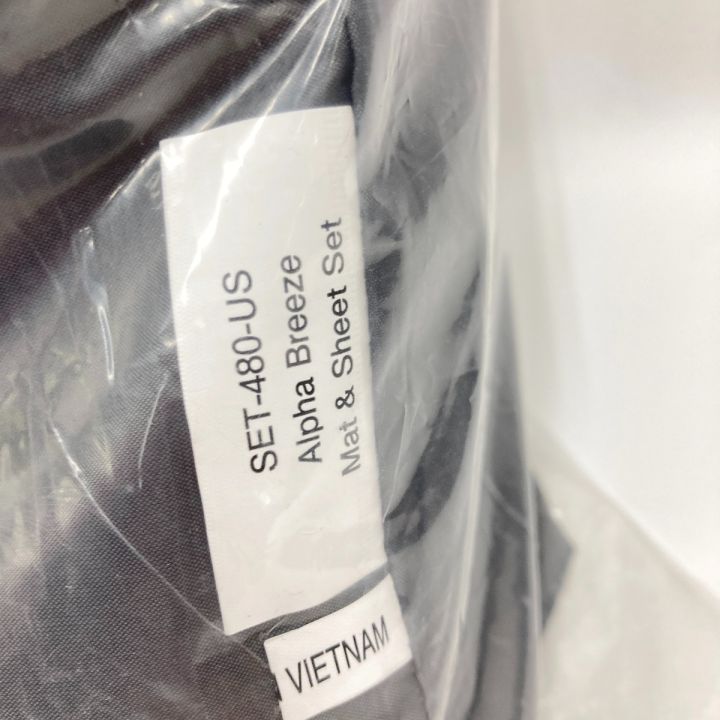 SET-480-US
Alpha Breeze
Mat & Sheet Set
VIETNAM